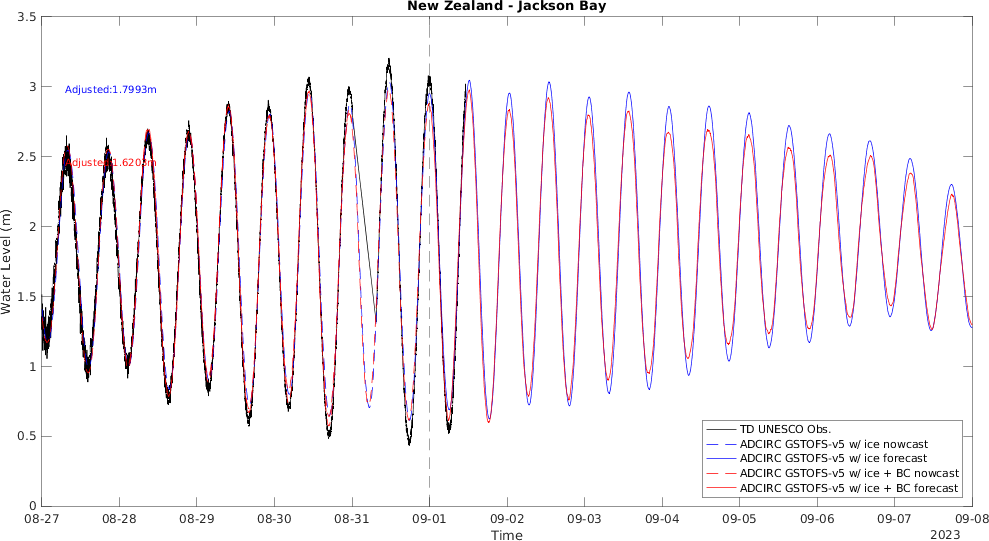 New Zealand - Jackson Bay
3.5
3
2.5
2
1.5
1
0.5
0
Water Level (m)
Adjusted:1.7993m
Adjusted:1.6203m
TD UNESCO Obs.
ADCIRC GSTOFS-v5 w/ ice nowcast
ADCIRC GSTOFS-v5 w/ ice forecast
ADCIRC GSTOFS-v5 w/ ice + BC nowcast
ADCIRC GSTOFS-v5 w/ ice + BC forecast
08-27 08-28 08-29 08-30 08-31 09-01 09-02 09-03 09-04 09-05 09-06 09-07 09-08
Time
2023